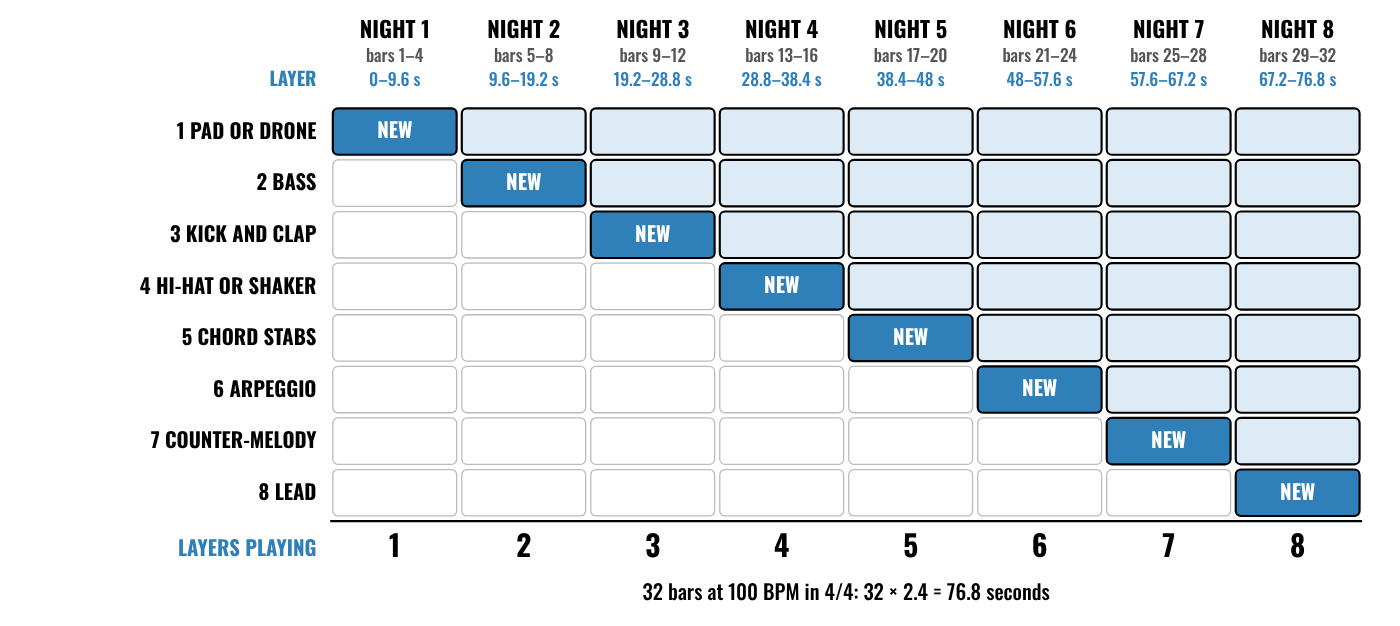 NIGHT 1 NIGHT 2 NIGHT 3 NIGHT 4 NIGHT 5 NIGHT 6 NIGHT 7 NIGHT 8
bars 1–4 bars 5–8 bars 9–12 bars 13–16 bars 17–20 bars 21–24 bars 25–28 bars 29–32
LAYER 0–9.6 s 9.6–19.2 s 19.2–28.8 s 28.8–38.4 s 38.4–48 s 48–57.6 s 57.6–67.2 s 67.2–76.8 s
1 PAD OR DRONE NEW
2 BASS NEW
3 KICK AND CLAP NEW
4 HI-HAT OR SHAKER NEW
5 CHORD STABS NEW
6 ARPEGGIO NEW
7 COUNTER-MELODY NEW
8 LEAD NEW
LAYERS PLAYING 1 2 3 4 5 6 7 8
32 bars at 100 BPM in 4/4: 32 × 2.4 = 76.8 seconds